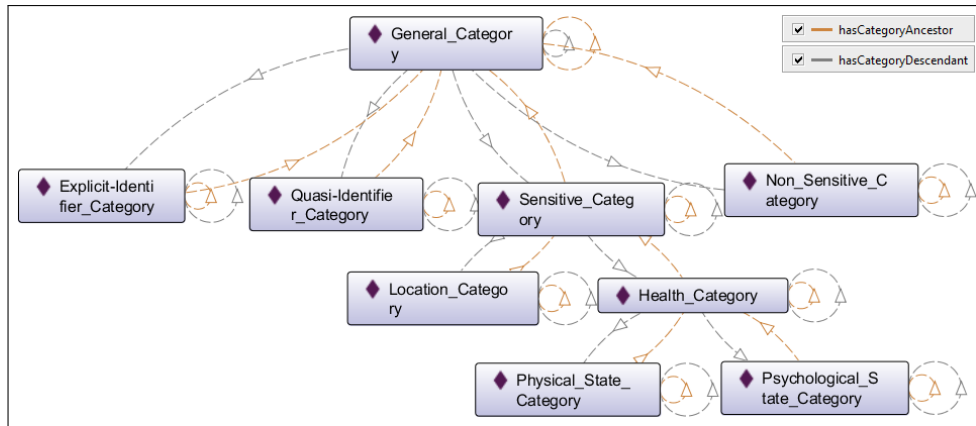 General_Categor
y
hasCategoryAncestor
hasCategoryDescendant
Explicit-Identi
fier_Category
Quasi-Identifie
r_Category
Sensitive_Categ
ory
Non_Sensitive_C
ategory
Location_Catego
ry
Health_Category
Physical_State_
Category
Psychological_S
tate_Category